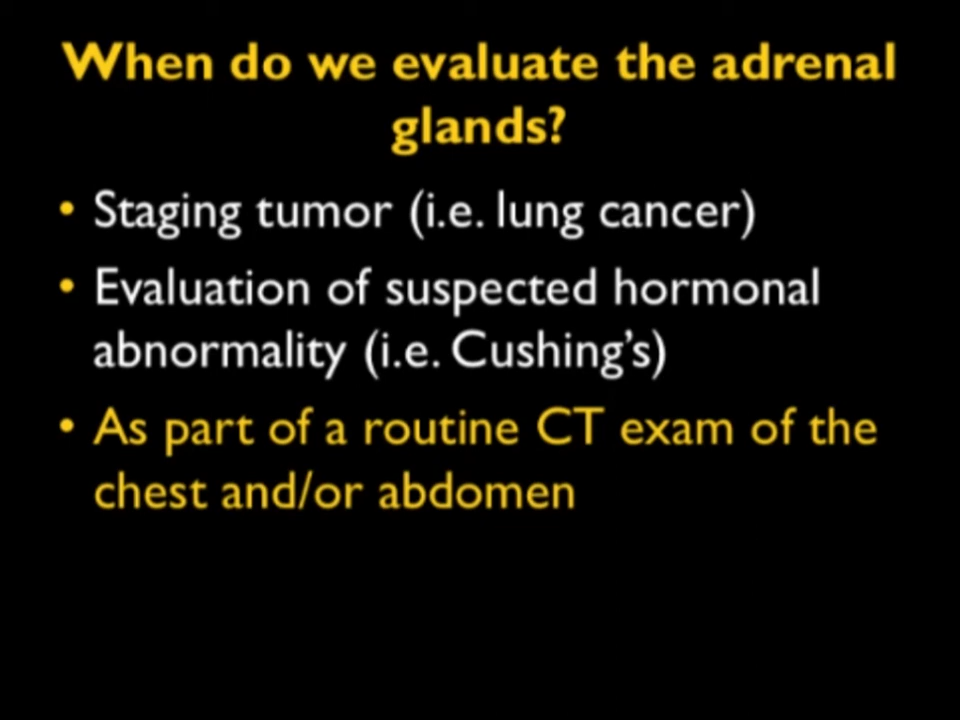 When do we evaluate the adrenal
glands?
• Staging tumor (i.e. lung cancer)
• Evaluation of suspected hormonal
abnormality (i.e. Cushing's)
• As part of a routine CT exam of the
chest and/or abdomen